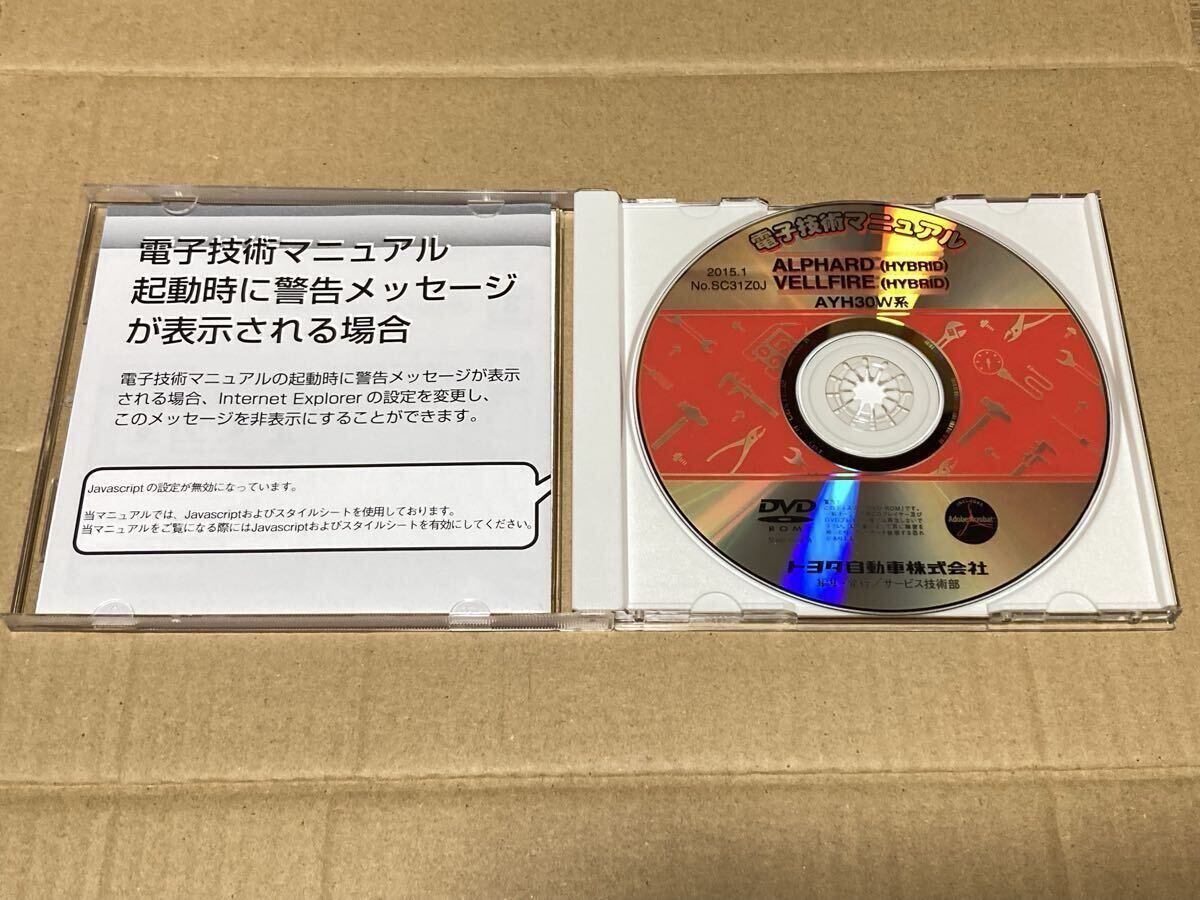 電子技術マニュアル
起動時に警告メッセージ
が表示される場合
電子技術マニュアルの起動時に警告メッセージが表示
される場合、Internet Explorer の設定を変更し、
このメッセージを非表示にすることができます。
Javascript の設定が無効になっています。
当マニュアルでは、Javascriptおよびスタイルシートを使用しております。
当マニュアルをご覧になる際にはJavascriptおよびスタイルシートを有効にしてください。
電子技術マニュアル
2015.1
No.SC31Z0J
ALPHARD (HYBRID)
VELLFIRE (HYBRID)
AYH30W系
DVD
ROM
INCLUDES
Adobe Acrobat
トヨタ自動車株式会社
／サービス技術部